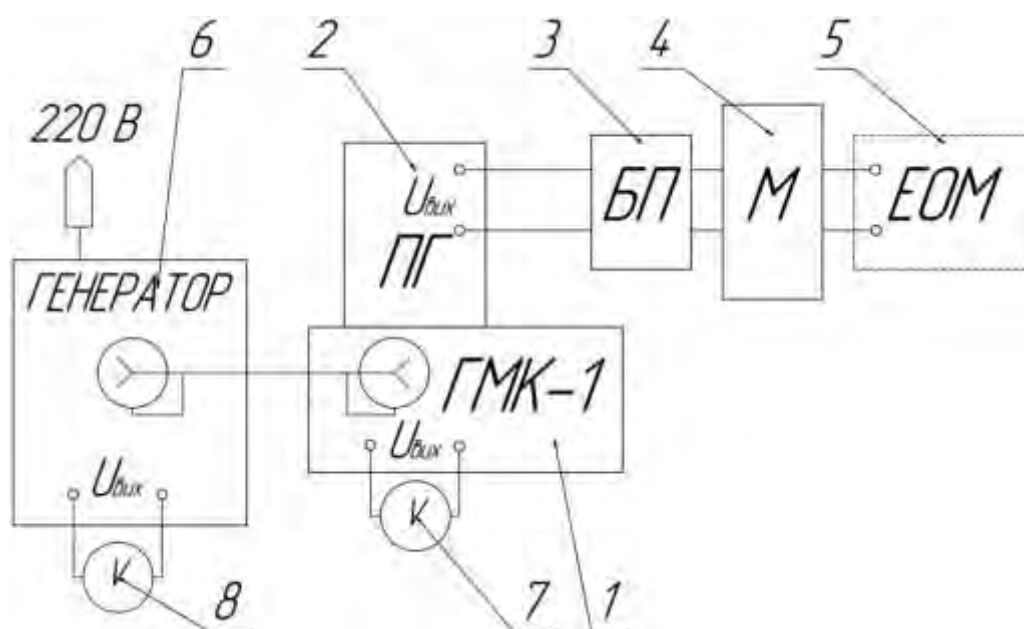 6 2 3 4 5
220 В
ГЕНЕРАТОР
Uвих
ПГ
БП
М
ЕОМ
ГМК-1
Uвих
Uвих
К
К
8 7 1